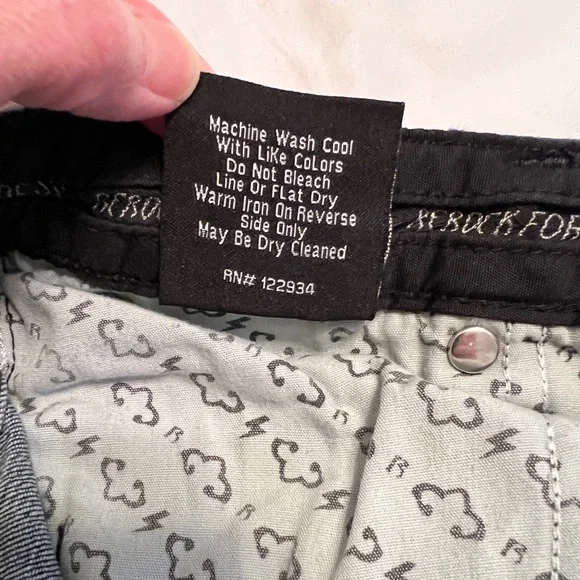 Machine Wash Cool
With Like Colors
Do Not Bleach
Line Or Flat Dry
Warm Iron On Reverse
Side Only
May Be Dry Cleaned
RN# 122934